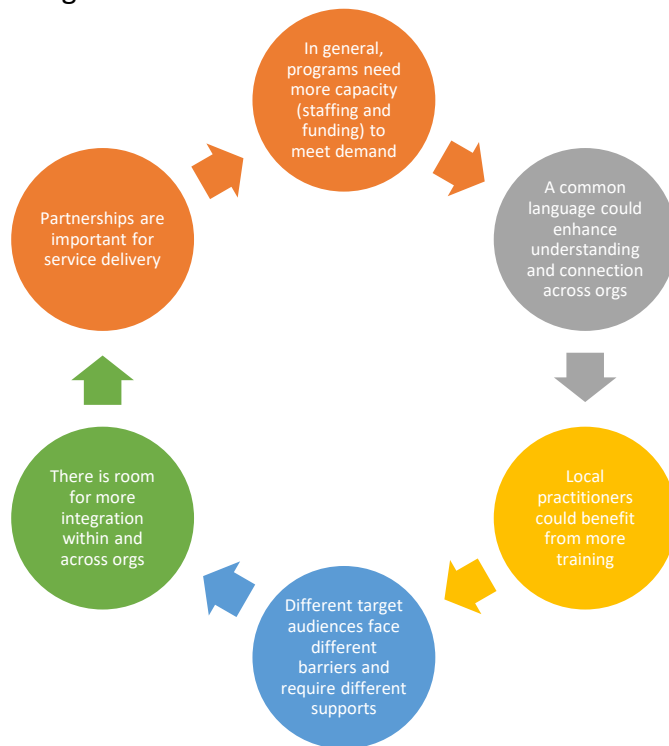 In general,
programs need
more capacity
(staffing and
funding) to
meet demand
A common
language could
enhance
understanding
and connection
across orgs
Local
practitioners
could benefit
from more
training
Different target
audiences face
different
barriers and
require different
supports
There is room
for more
integration
within and
across orgs
Partnerships are
important for
service delivery